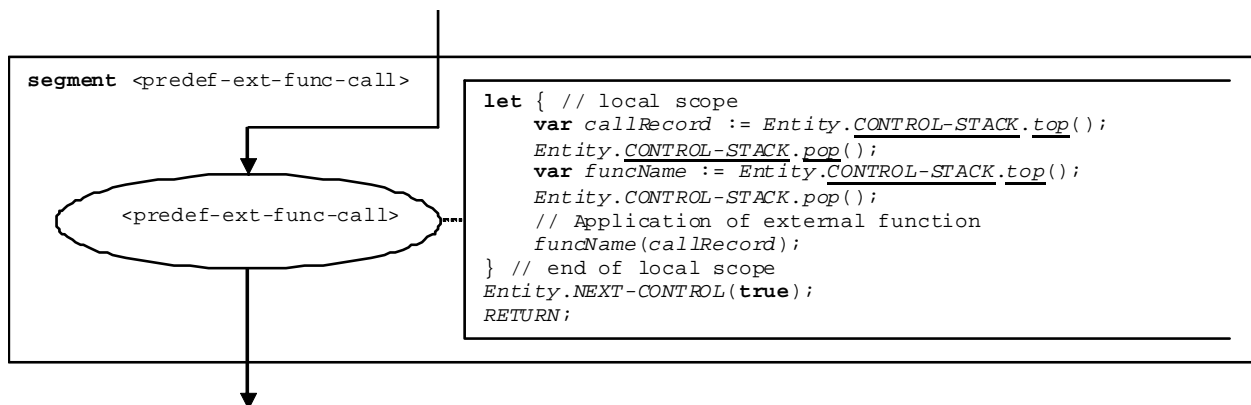 segment <predef-ext-func-call>
<predef-ext-func-call>
let { // local scope
var callRecord := Entity.CONTROL-STACK.top();
Entity.CONTROL-STACK.pop();
var funcName := Entity.CONTROL-STACK.top();
Entity.CONTROL-STACK.pop();
// Application of external function
funcName(callRecord);
} // end of local scope
Entity.NEXT-CONTROL(true);
RETURN;